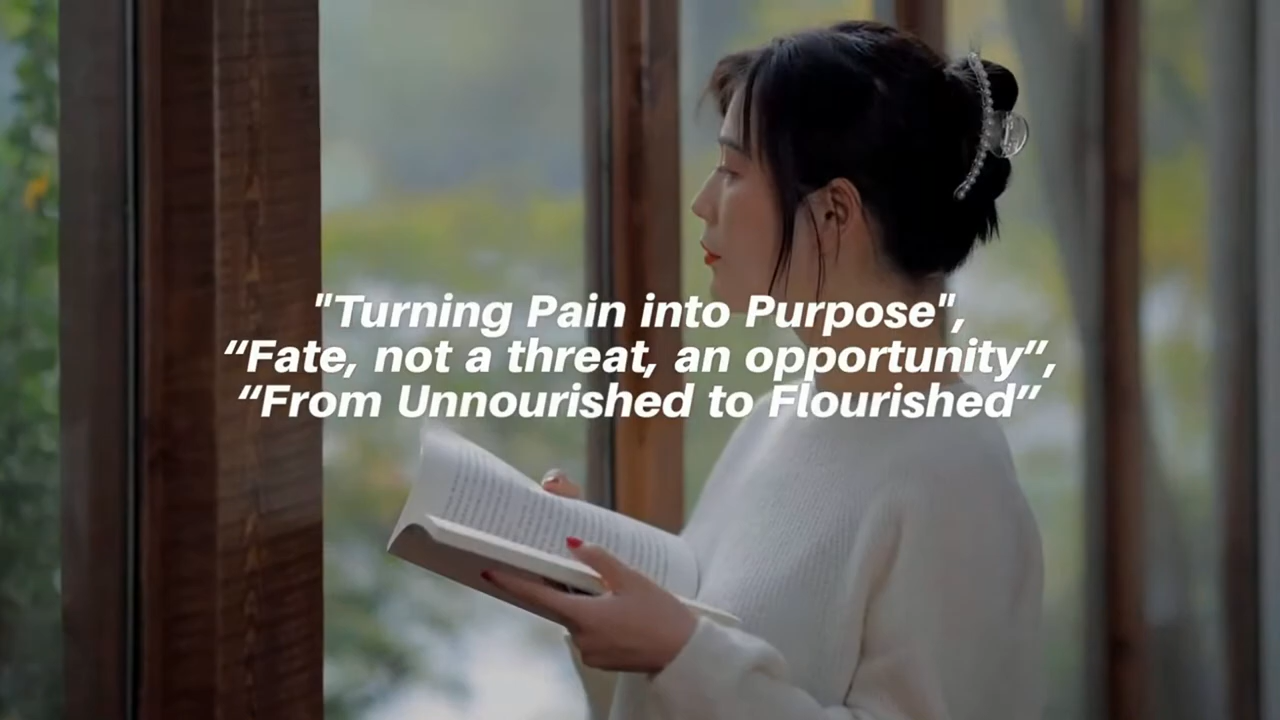 "Turning Pain into Purpose",
“Fate, not a threat, an opportunity”,
“From Unnourished to Flourished”